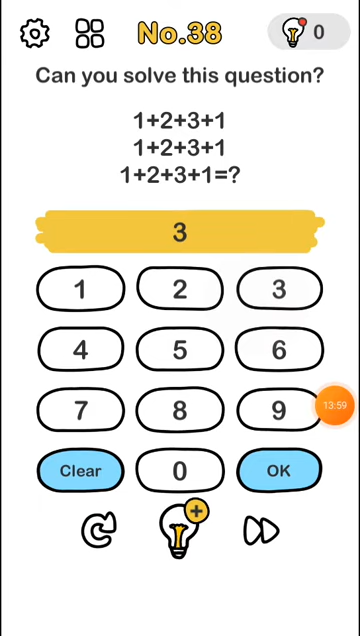 No.38
0
Can you solve this question?
1+2+3+1
1+2+3+1
1+2+3+1=?
3
1 2 3
4 5 6
7 8 9
13:59
Clear 0 OK
+